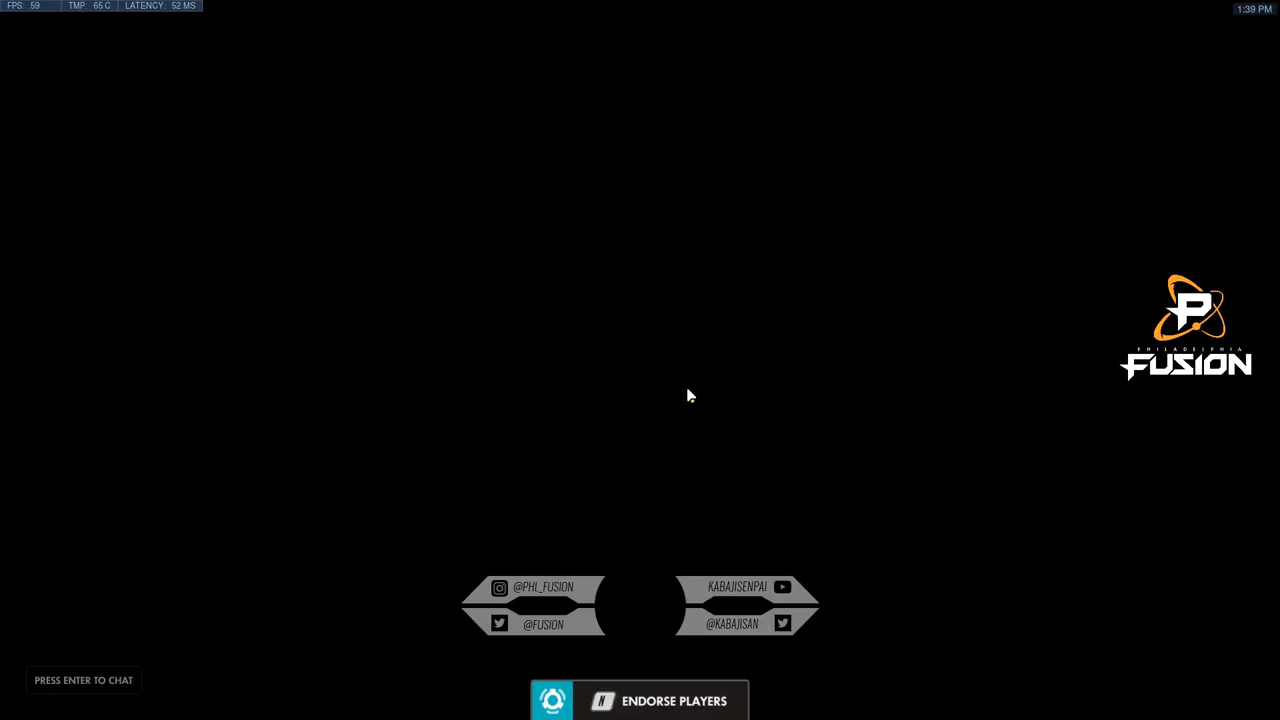 FPS: 59 TMP: 65 C LATENCY: 52 MS
1:39 PM
P
PHILADELPHIA
FUSION
@PHI_FUSION
KABAJISENPAI
@FUSION
@KABAJISAN
PRESS ENTER TO CHAT
N ENDORSE PLAYERS